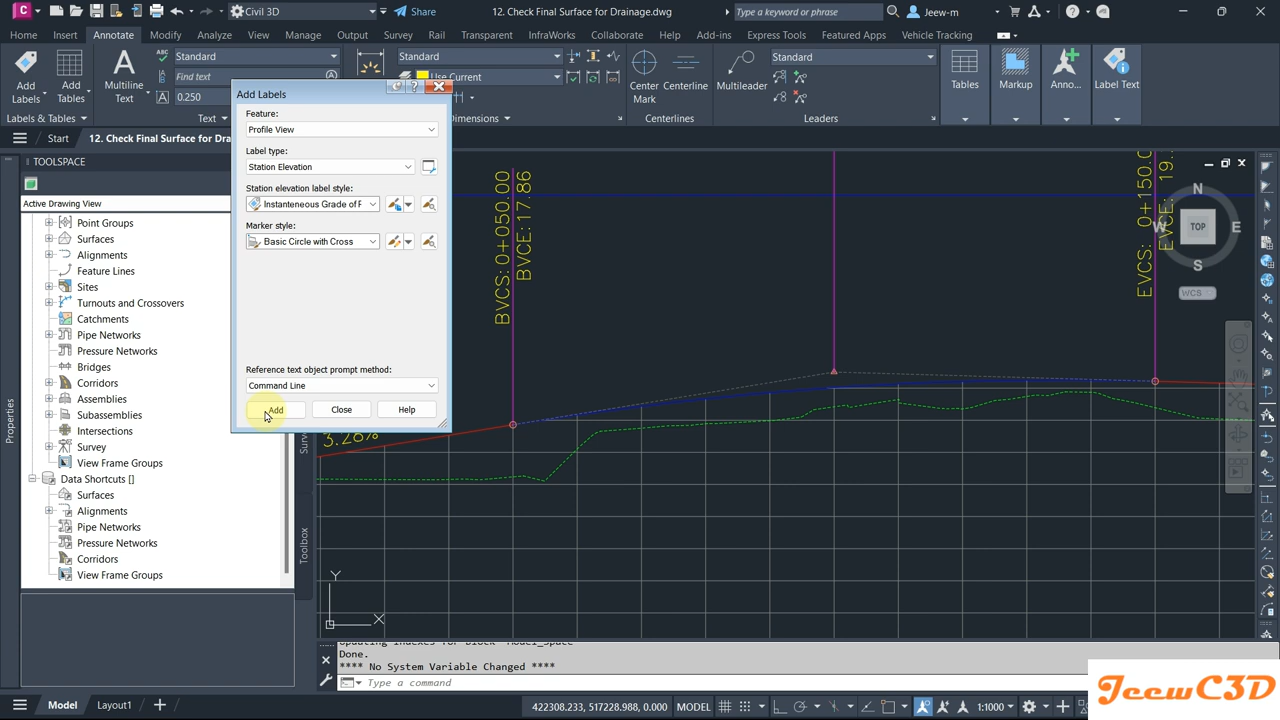 Civil 3D
Share
12. Check Final Surface for Drainage.dwg
Type a keyword or phrase
Jeew-m
Home Insert Annotate Modify Analyze View Manage Output Survey Rail Transparent InfraWorks Collaborate Help Add-ins Express Tools Featured Apps Vehicle Tracking
Add
Labels
Add
Tables
Labels & Tables
Multiline
Text
Standard
Find text
0.250
Text
Standard
Use Current
Dimensions
Center
Mark
Centerline
Centerlines
Multileader
Standard
Leaders
Tables
Markup
Anno...
Label Text
Start
12. Check Final Surface for Dra
TOOLSPACE
Active Drawing View
Point Groups
Surfaces
Alignments
Feature Lines
Sites
Turnouts and Crossovers
Catchments
Pipe Networks
Pressure Networks
Bridges
Corridors
Assemblies
Subassemblies
Intersections
Survey
View Frame Groups
Data Shortcuts []
Surfaces
Alignments
Pipe Networks
Pressure Networks
Corridors
View Frame Groups
Properties
Toolbox
Add Labels
Feature:
Profile View
Label type:
Station Elevation
Station elevation label style:
Marker style:
Basic Circle with Cross
Reference text object prompt method:
Command Line
Add
Close
Help
BVCS: 0+050.00
BVCE: 17.86
EVCS: 0+150.0
EVCE: 19.
3.26%
N
W
TOP
E
S
WCS
Y
X
Done.
**** No System Variable Changed ****
Type a command
Model Layout1
422308.233, 517228.988, 0.000
MODEL
1:1000
JeewC3D